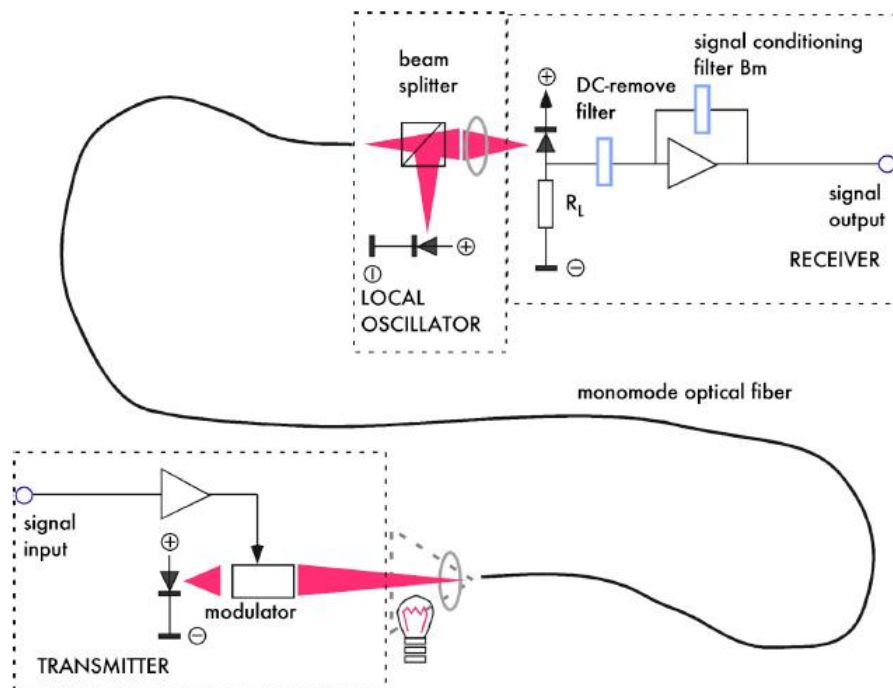 beam
splitter
DC-remove
filter
signal conditioning
filter Bm
⊕
R_L
⊖
signal
output
RECEIVER
⊕
⊖
LOCAL
OSCILLATOR
monomode optical fiber
signal
input
⊕
modulator
⊖
TRANSMITTER